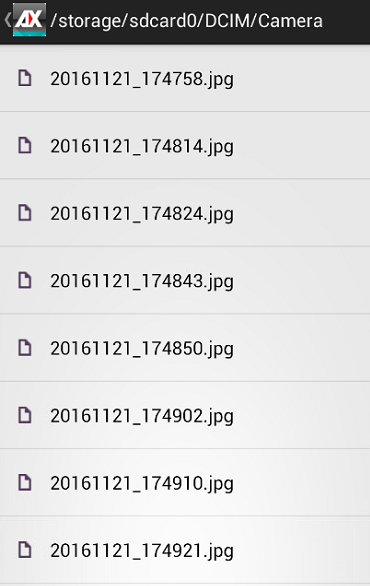 AX /storage/sdcard0/DCIM/Camera
20161121_174758.jpg
20161121_174814.jpg
20161121_174824.jpg
20161121_174843.jpg
20161121_174850.jpg
20161121_174902.jpg
20161121_174910.jpg
20161121_174921.jpg